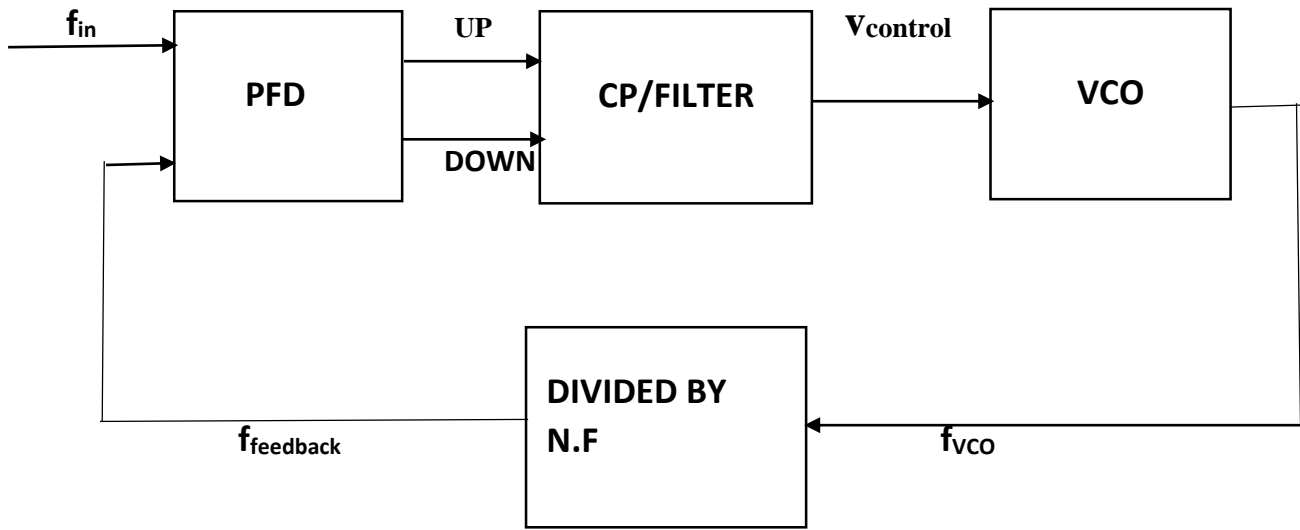 fin
UP
Vcontrol
PFD
CP/FILTER
VCO
DOWN
DIVIDED BY
N.F
ffeedback
fVCO